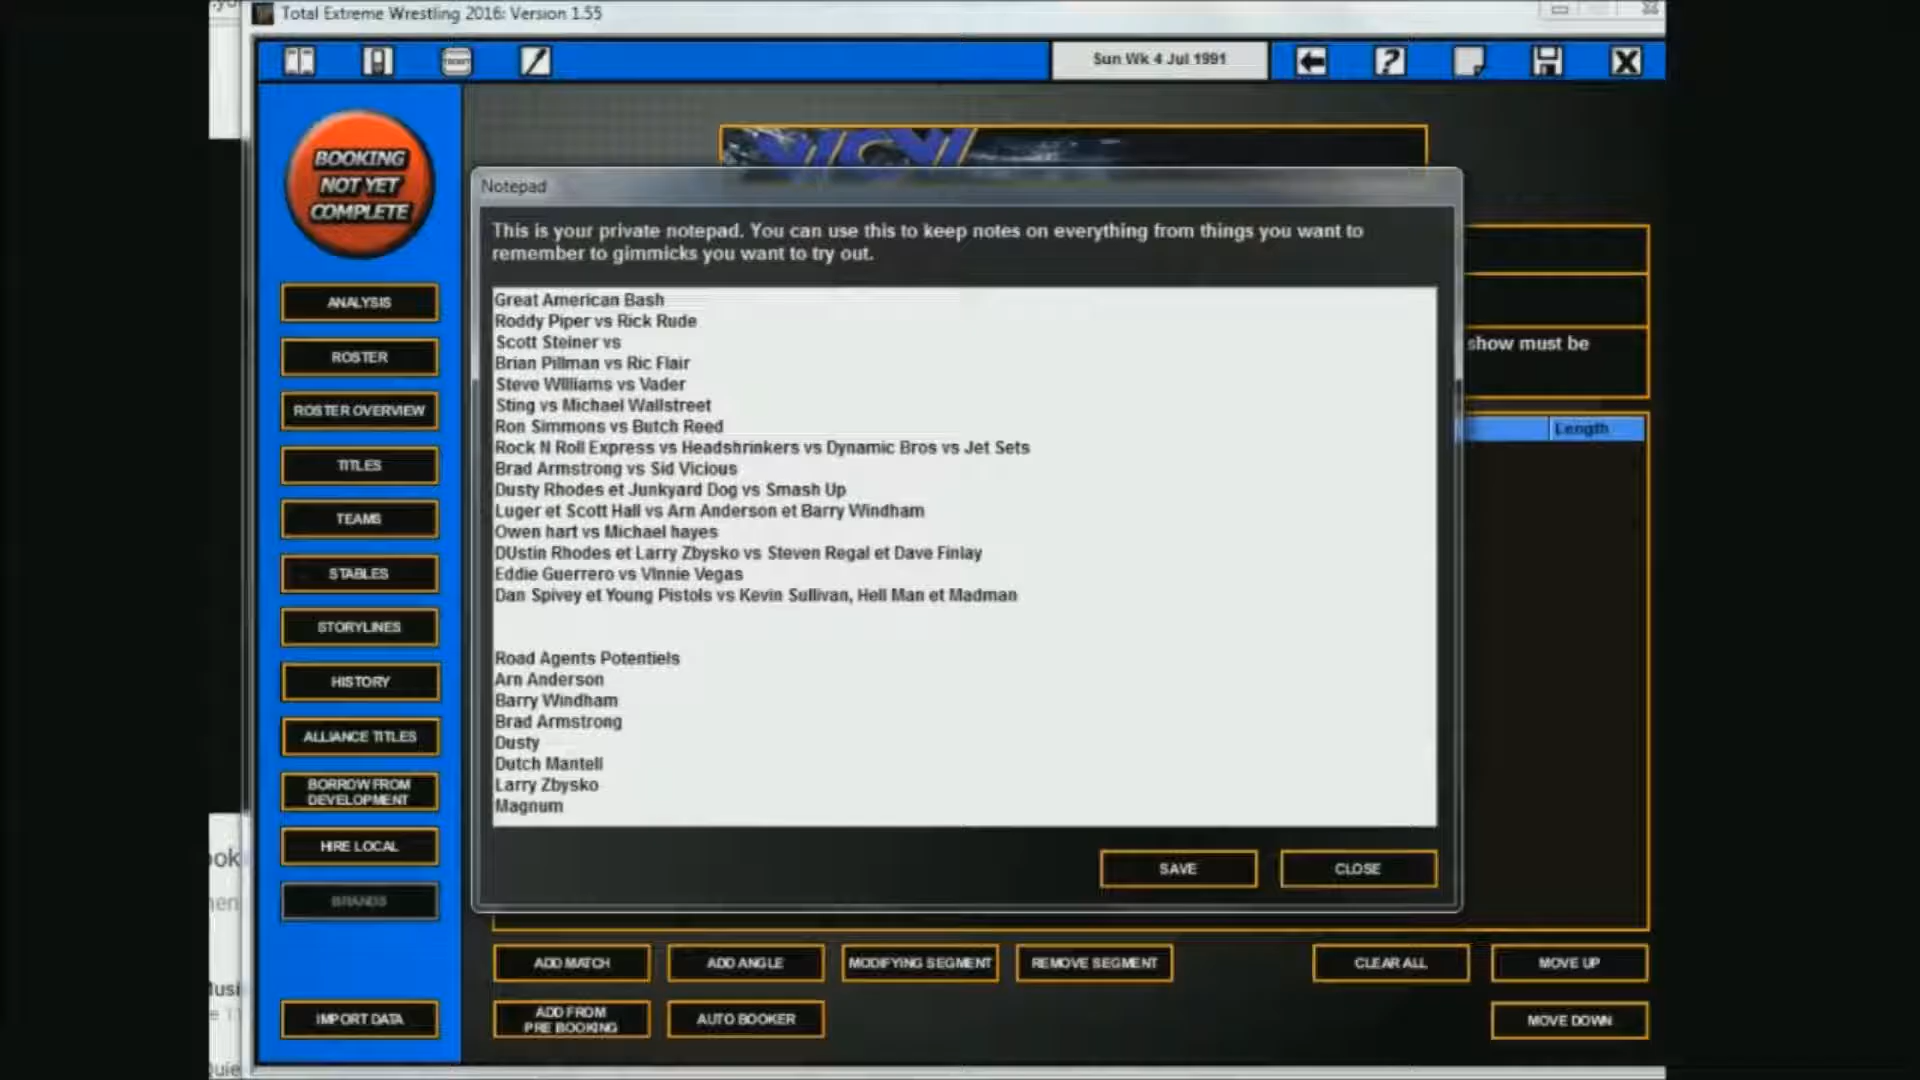 Total Extreme Wrestling 2016: Version 1.55
Sun Wk 4 Jul 1991
BOOKING
NOT YET
COMPLETE
ANALYSIS
ROSTER
ROSTER OVERVIEW
TITLES
TEAMS
STABLES
STORYLINES
HISTORY
ALLIANCE TITLES
BORROW FROM
DEVELOPMENT
HIRE LOCAL
BRANDS
IMPORT DATA
Notepad
This is your private notepad. You can use this to keep notes on everything from things you want to
remember to gimmicks you want to try out.
Great American Bash
Roddy Piper vs Rick Rude
Scott Steiner vs
Brian Pillman vs Ric Flair
Steve WIlliams vs Vader
Sting vs Michael Wallstreet
Ron Simmons vs Butch Reed
Rock N Roll Express vs Headshrinkers vs Dynamic Bros vs Jet Sets
Brad Armstrong vs Sid Vicious
Dusty Rhodes et Junkyard Dog vs Smash Up
Luger et Scott Hall vs Arn Anderson et Barry Windham
Owen hart vs Michael hayes
DUstin Rhodes et Larry Zbysko vs Steven Regal et Dave Finlay
Eddie Guerrero vs VInnie Vegas
Dan Spivey et Young Pistols vs Kevin Sullivan, Hell Man et Madman
Road Agents Potentiels
Arn Anderson
Barry Windham
Brad Armstrong
Dusty
Dutch Mantell
Larry Zbysko
Magnum
SAVE
CLOSE
show must be
Length
ADD MATCH
ADD ANGLE
MODIFYING SEGMENT
REMOVE SEGMENT
CLEAR ALL
MOVE UP
ADD FROM
PRE BOOKING
AUTO BOOKER
MOVE DOWN